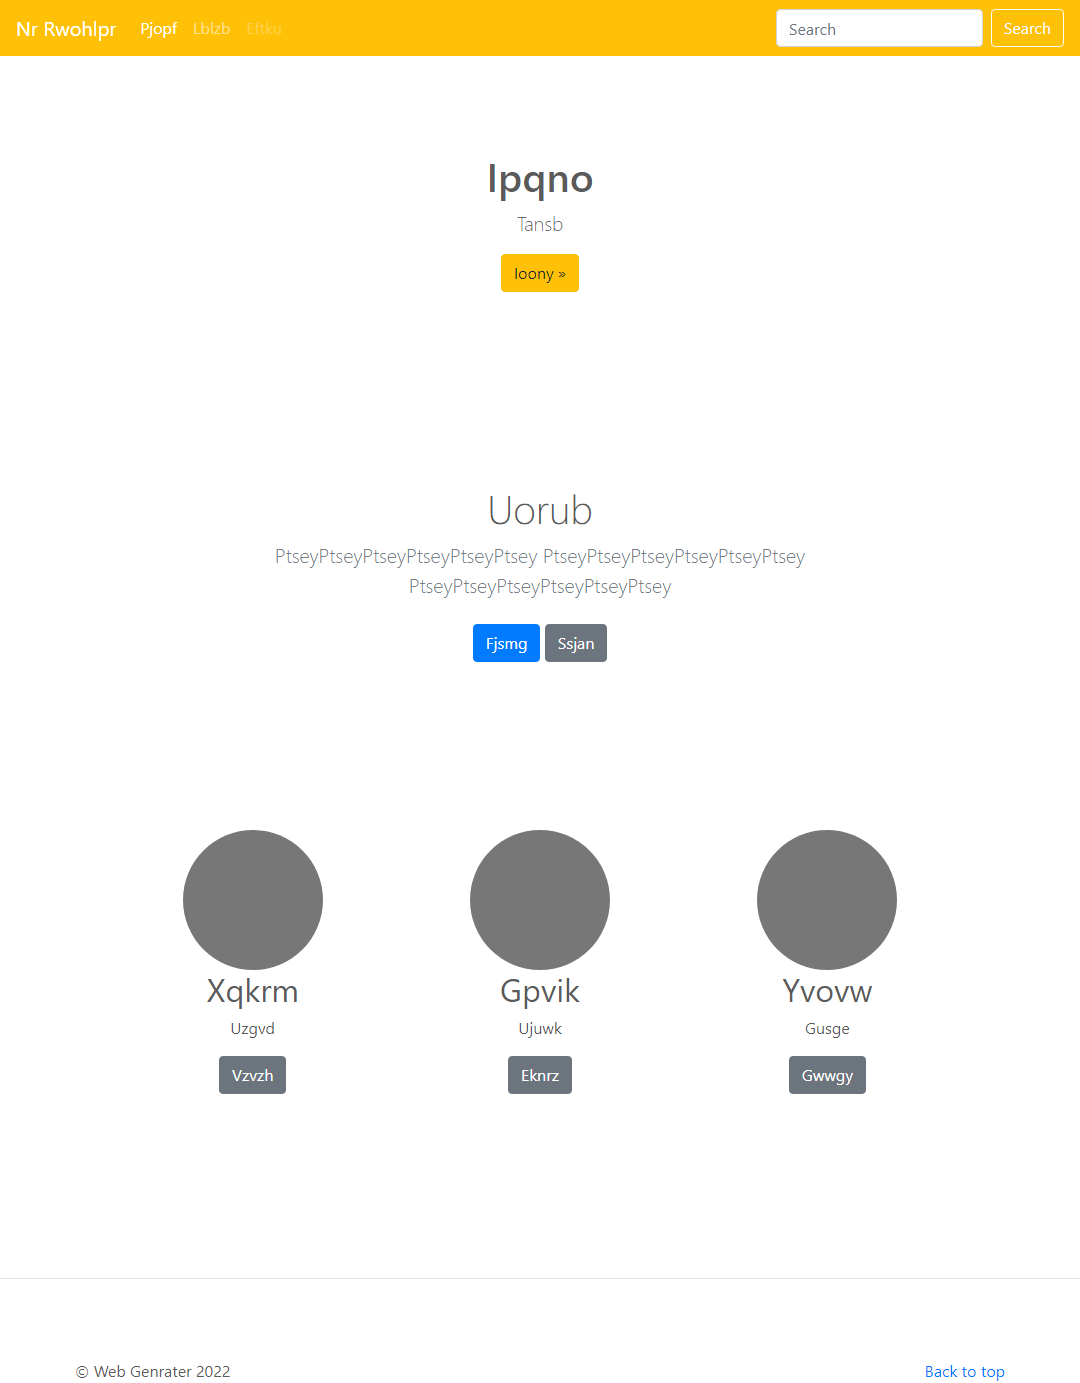 Nr Rwohlpr Pjopf Lblzb Eftku Search Search
Ipqno
Tansb
Ioony »
Uorub
PtseyPtseyPtseyPtseyPtseyPtsey PtseyPtseyPtseyPtseyPtseyPtsey
PtseyPtseyPtseyPtseyPtseyPtsey
Fjsmg Ssjan
Xqkrm Gpvik Yvovw
Uzgvd Ujuwk Gusge
Vzvzh Eknrz Gwwgy
© Web Genrater 2022 Back to top